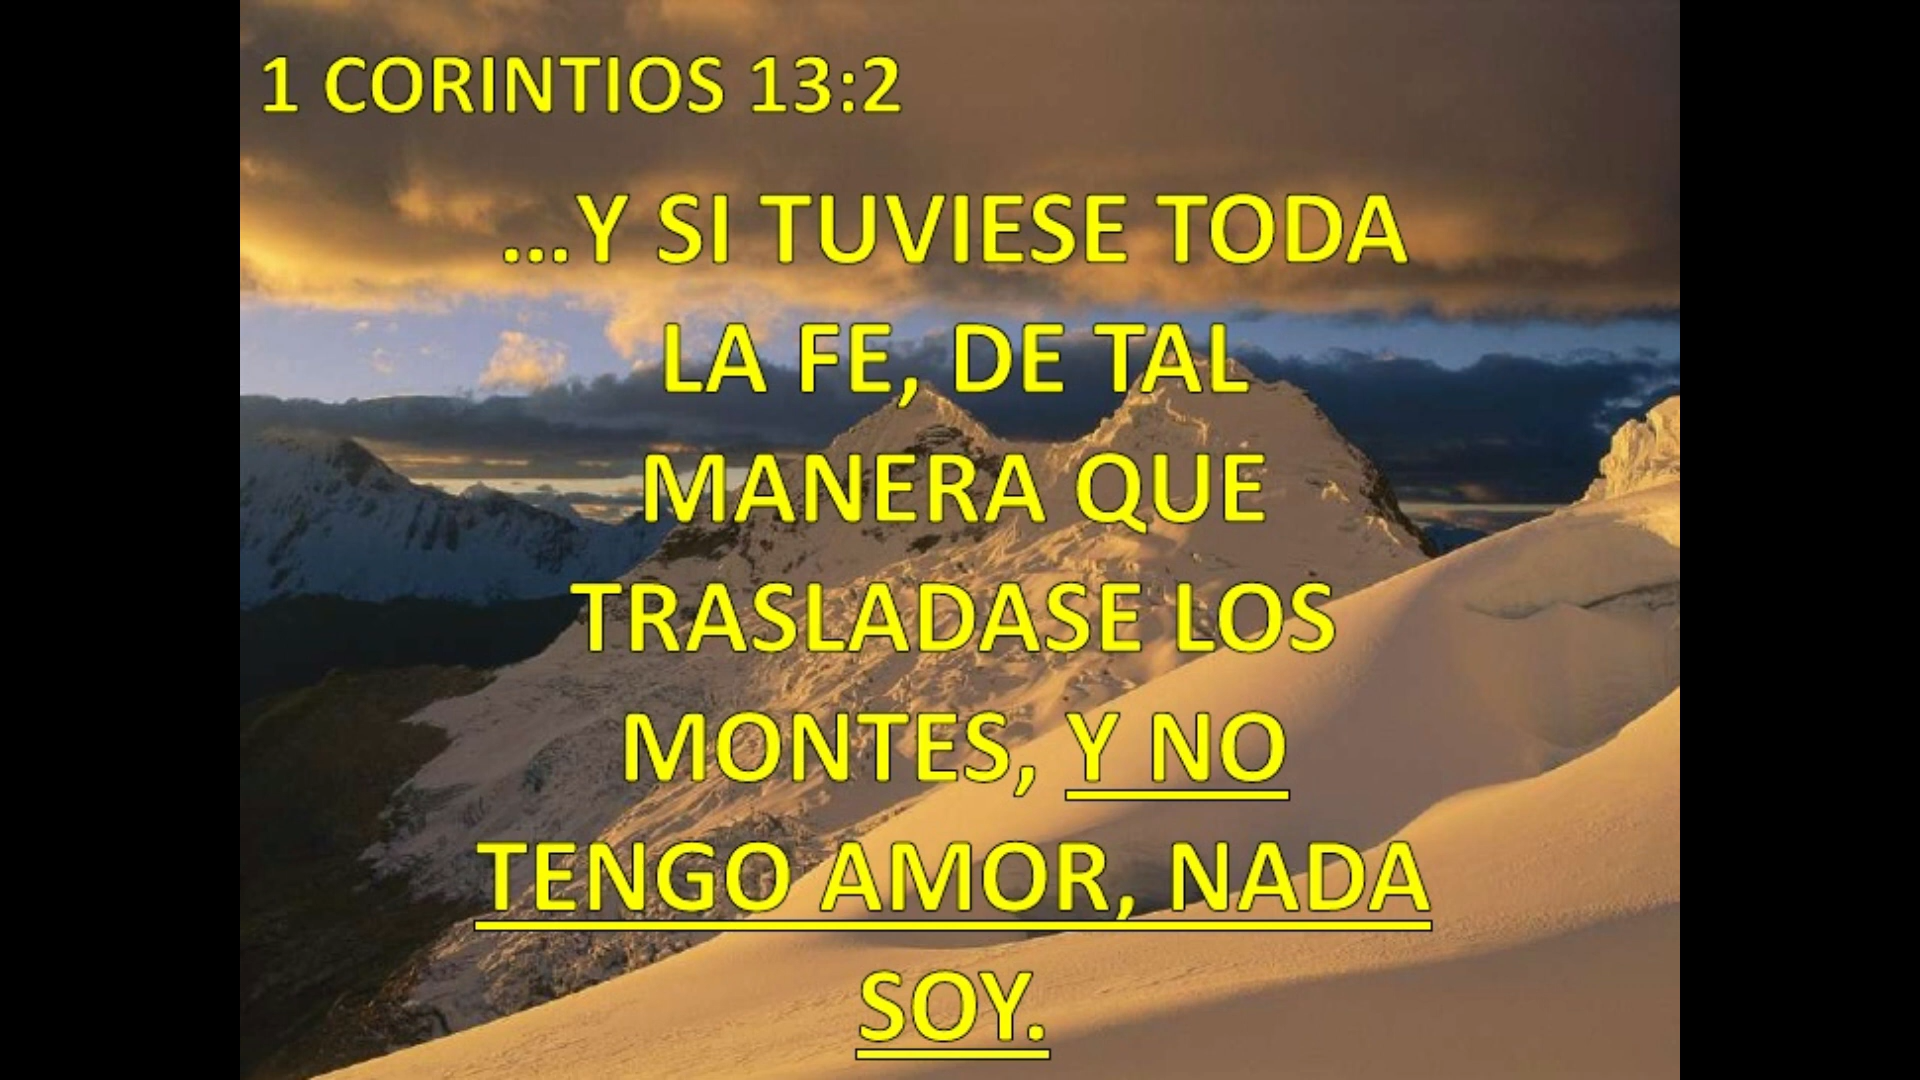 1 CORINTIOS 13:2
...Y SI TUVIESE TODA
LA FE, DE TAL
MANERA QUE
TRASLADASE LOS
MONTES, Y NO
TENGO AMOR, NADA
SOY.